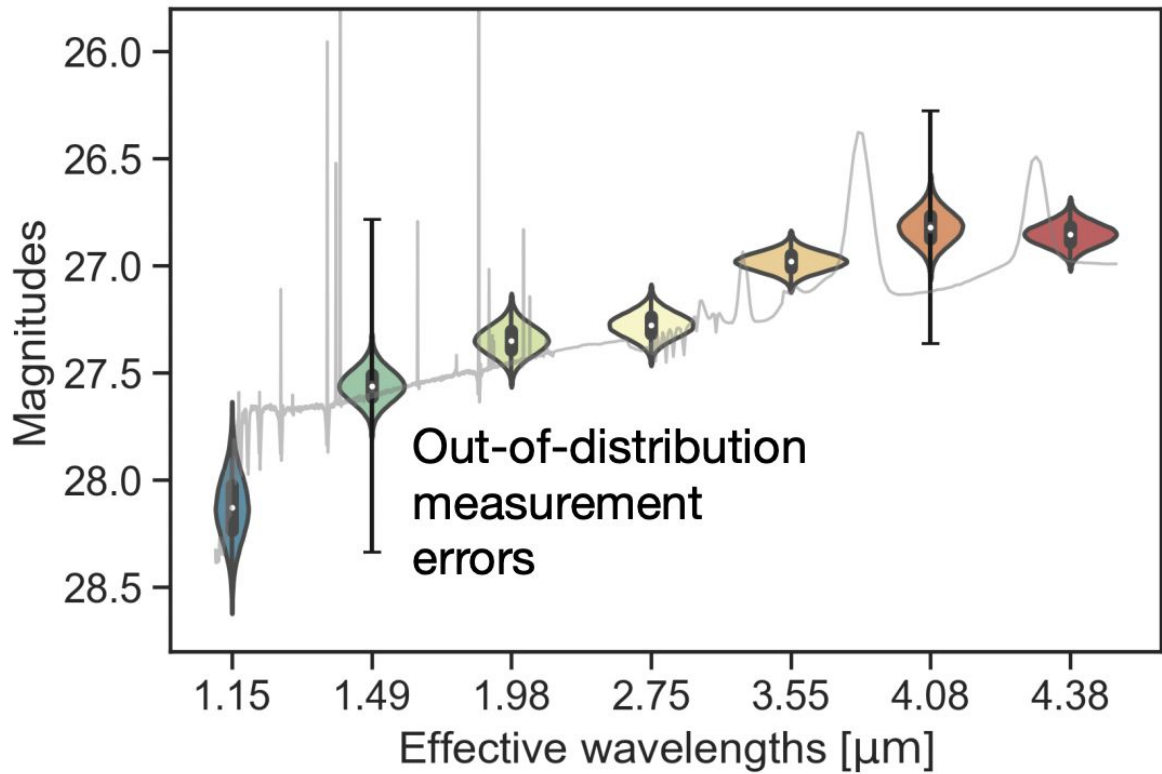 Magnitudes
26.0
26.5
27.0
27.5
28.0
28.5
Out-of-distribution
measurement
errors
1.15 1.49 1.98 2.75 3.55 4.08 4.38
Effective wavelengths [μm]